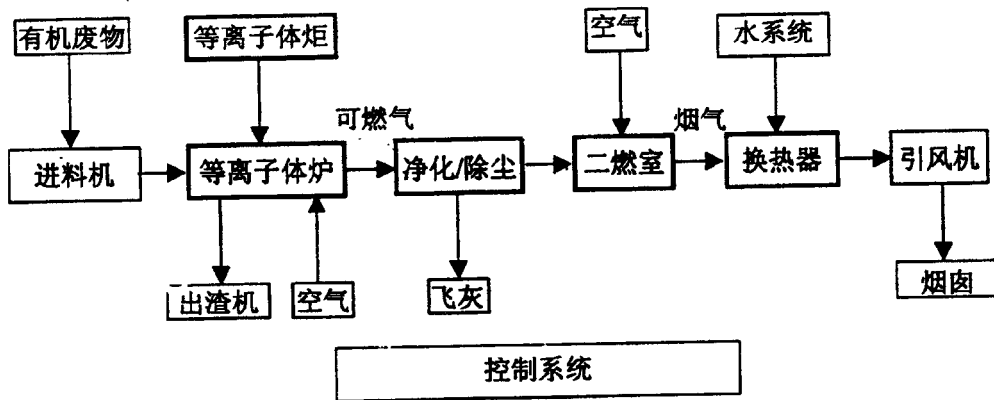 有机废物
等离子体炬
空气
水系统
可燃气
烟气
进料机
等离子体炉
净化/除尘
二燃室
换热器
引风机
出渣机
空气
飞灰
烟囱
控制系统